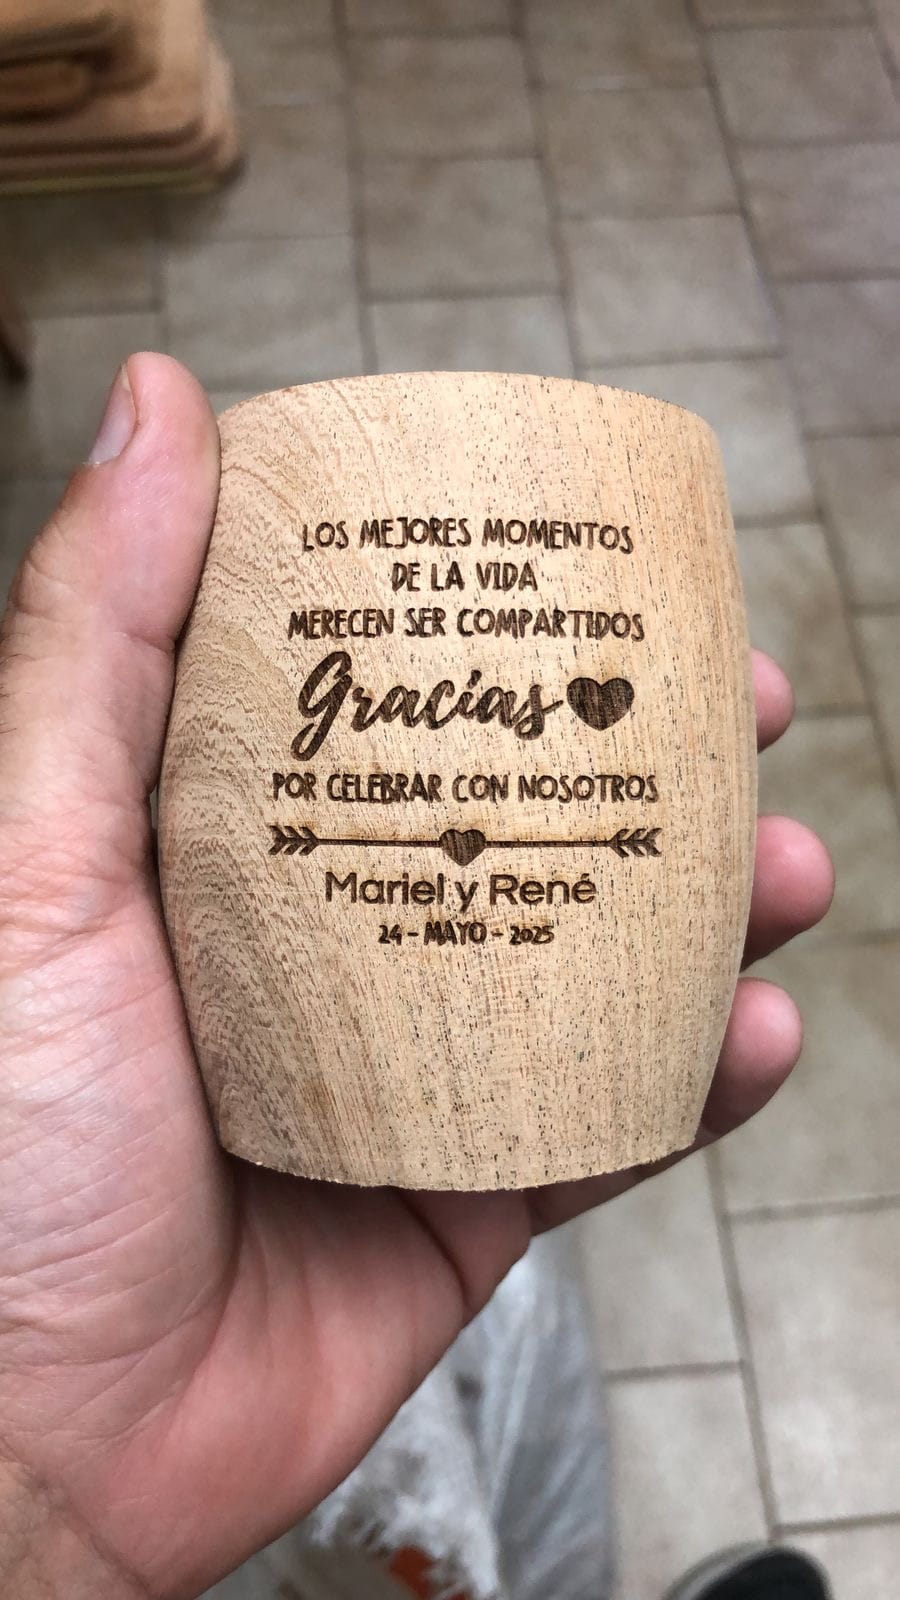 LOS MEJORES MOMENTOS
DE LA VIDA
MERECEN SER COMPARTIDOS
Gracias
POR CELEBRAR CON NOSOTROS
Mariel y René
24 - MAYO - 2025